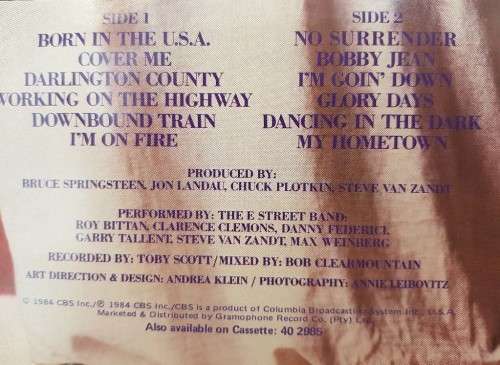 SIDE 1
BORN IN THE U.S.A.
COVER ME
DARLINGTON COUNTY
WORKING ON THE HIGHWAY
DOWNBOUND TRAIN
I'M ON FIRE
SIDE 2
NO SURRENDER
BOBBY JEAN
I'M GOIN' DOWN
GLORY DAYS
DANCING IN THE DARK
MY HOMETOWN
PRODUCED BY:
BRUCE SPRINGSTEEN, JON LANDAU, CHUCK PLOTKIN, STEVE VAN ZANDT
PERFORMED BY: THE E STREET BAND:
ROY BITTAN, CLARENCE CLEMONS, DANNY FEDERICI,
GARRY TALLENT, STEVE VAN ZANDT, MAX WEINBERG
RECORDED BY: TOBY SCOTT/MIXED BY: BOB CLEARMOUNTAIN
ART DIRECTION & DESIGN: ANDREA KLEIN / PHOTOGRAPHY: ANNIE LEIBOVITZ
© 1984 CBS Inc./℗ 1984 CBS Inc./CBS is a product of Columbia Broadcasting System Inc., U.S.A.
Marketed & Distributed by Gramophone Record Co. (Pty) Ltd.
Also available on Cassette: 40 2985